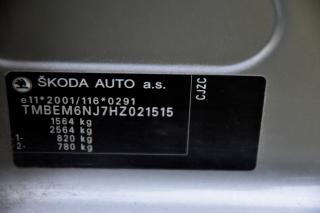 ŠKODA AUTO a.s.
e11*2001/116*0291
TMBEM6NJ7HZ021515
1564 kg
2564 kg
1- 820 kg
2- 780 kg
CJZC